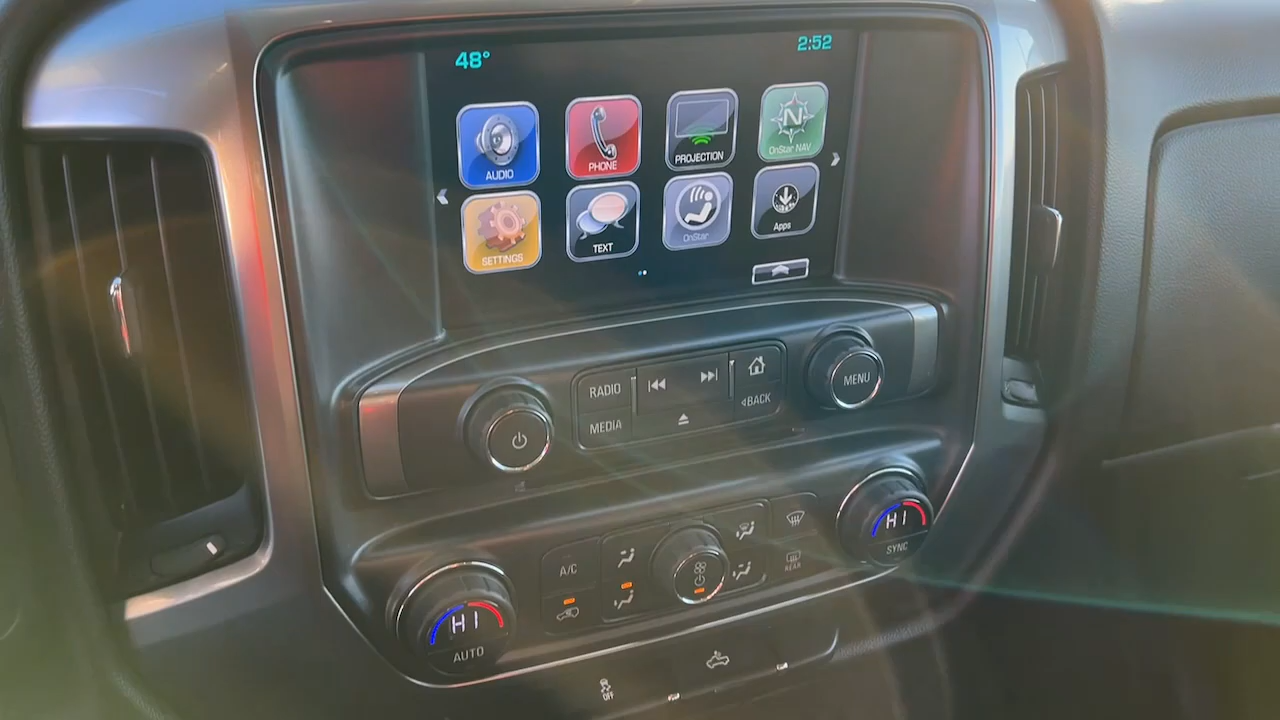 48°
2:52
AUDIO
PHONE
PROJECTION
N
OnStar NAV
SETTINGS
TEXT
OnStar
Apps
RADIO
MEDIA
BACK
MENU
HI
SYNC
A/C
REAR
HI
AUTO
OFF